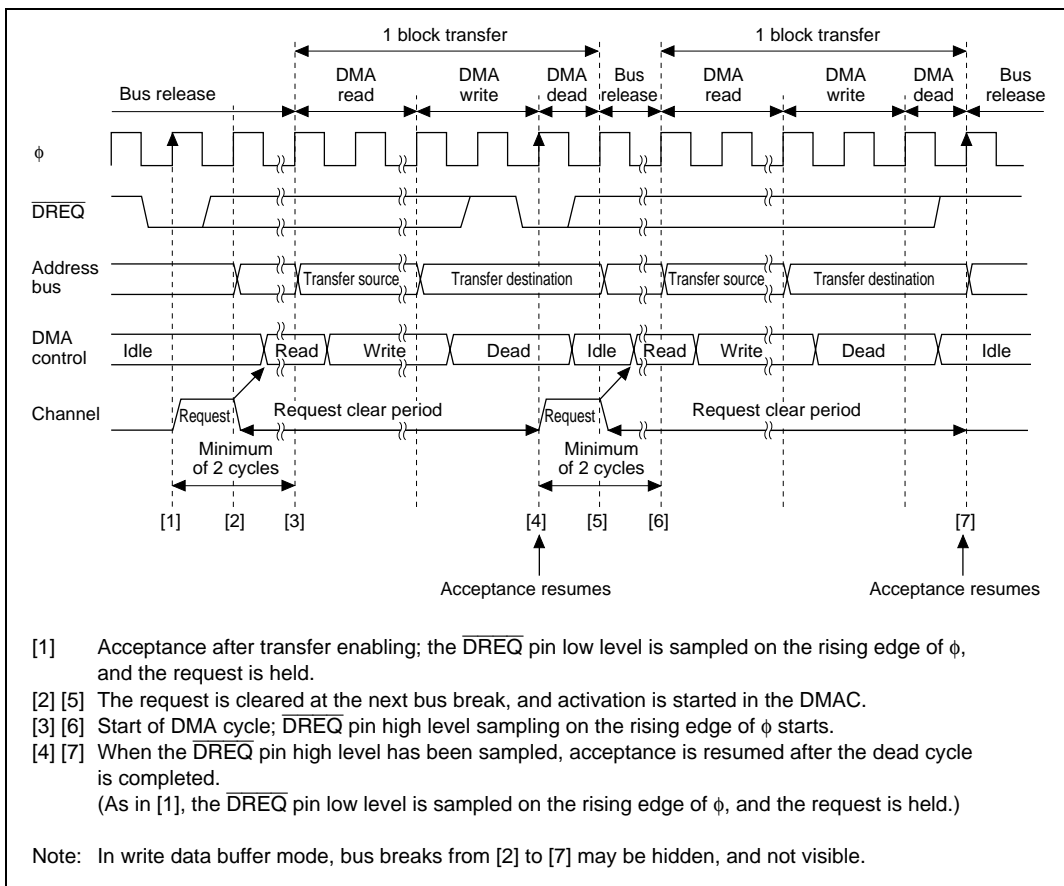 1 block transfer 1 block transfer
DMA read DMA write DMA dead Bus release DMA read DMA write DMA dead Bus release
Bus release
φ
DREQ
Address bus
Transfer source Transfer destination Transfer source Transfer destination
DMA control
Idle Read Write Dead Idle Read Write Dead Idle
Channel
Request Request clear period Request Request clear period
Minimum of 2 cycles Minimum of 2 cycles
[1] [2] [3] [4] [5] [6] [7]
Acceptance resumes Acceptance resumes
[1] Acceptance after transfer enabling; the DREQ pin low level is sampled on the rising edge of φ,
and the request is held.
[2] [5] The request is cleared at the next bus break, and activation is started in the DMAC.
[3] [6] Start of DMA cycle; DREQ pin high level sampling on the rising edge of φ starts.
[4] [7] When the DREQ pin high level has been sampled, acceptance is resumed after the dead cycle
is completed.
(As in [1], the DREQ pin low level is sampled on the rising edge of φ, and the request is held.)
Note: In write data buffer mode, bus breaks from [2] to [7] may be hidden, and not visible.